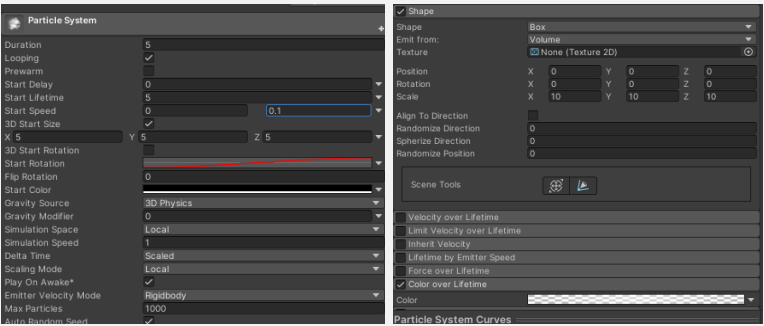 Particle System
Duration 5
Looping
Prewarm
Start Delay 0
Start Lifetime 5
Start Speed 0 0.1
3D Start Size
X 5 Y 5 Z 5
3D Start Rotation
Start Rotation
Flip Rotation 0
Start Color
Gravity Source 3D Physics
Gravity Modifier 0
Simulation Space Local
Simulation Speed 1
Delta Time Scaled
Scaling Mode Local
Play On Awake*
Emitter Velocity Mode Rigidbody
Max Particles 1000
Auto Random Seed
Shape
Shape Box
Emit from: Volume
Texture None (Texture 2D)
Position X 0 Y 0 Z 0
Rotation X 0 Y 0 Z 0
Scale X 10 Y 10 Z 10
Align To Direction
Randomize Direction 0
Spherize Direction 0
Randomize Position 0
Scene Tools
Velocity over Lifetime
Limit Velocity over Lifetime
Inherit Velocity
Lifetime by Emitter Speed
Force over Lifetime
Color over Lifetime
Color
Particle System Curves